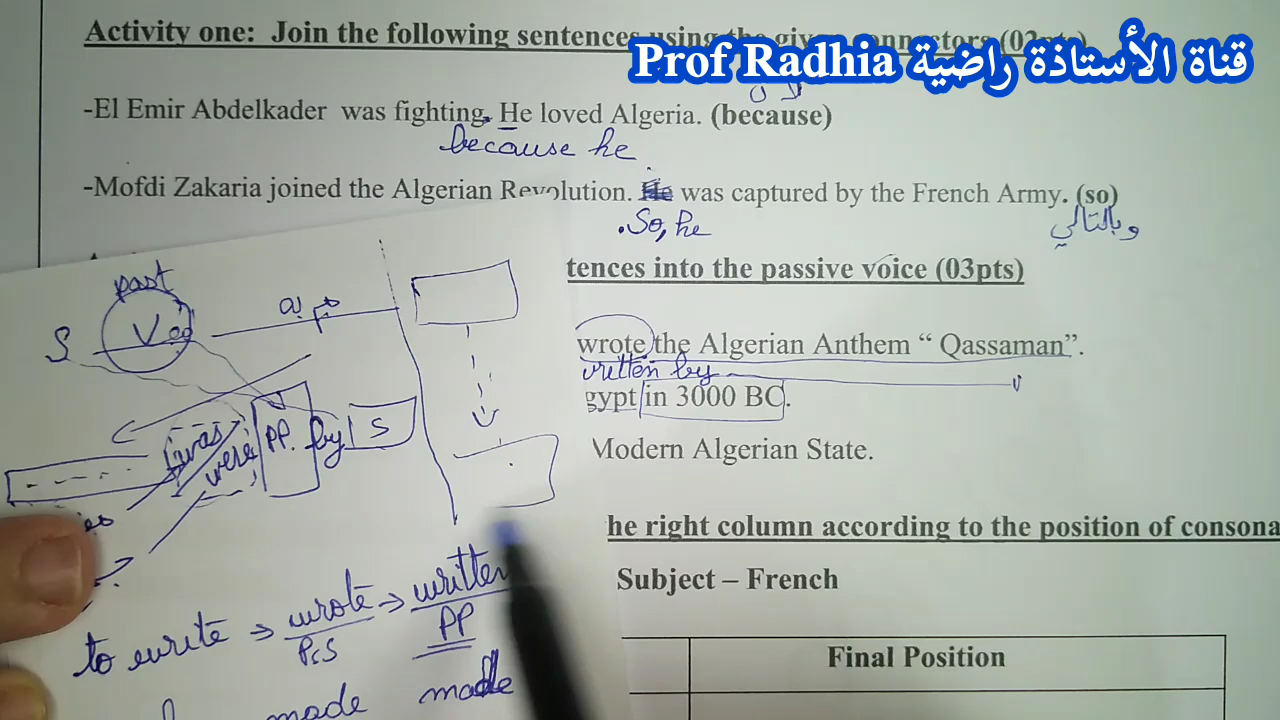 Activity one: Join the following sentences using the given connectors (02pts)
Prof Radhia قناة الأستاذة راضية
لأن
-El Emir Abdelkader was fighting. He loved Algeria. (because)
because he
-Mofdi Zakaria joined the Algerian Revolution. He was captured by the French Army. (so)
.So, he
وبالتالي
tences into the passive voice (03pts)
past
S V ed م.به
wrote the Algerian Anthem “ Qassaman”.
written by
gypt in 3000 BC.
was were PP. by S
Modern Algerian State.
he right column according to the position of consona
Subject – French
to write → wrote → written
P.S PP
Final Position
made made